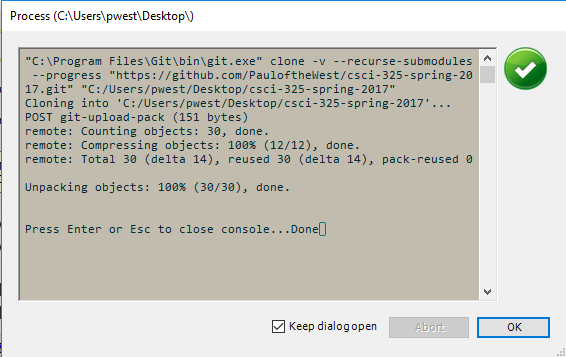 Process (C:\Users\pwest\Desktop\)
"C:\Program Files\Git\bin\git.exe" clone -v --recurse-submodules
--progress "https://github.com/PauloftheWest/csci-325-spring-20
17.git" "C:/Users/pwest/Desktop/csci-325-spring-2017"
Cloning into 'C:/Users/pwest/Desktop/csci-325-spring-2017'...
POST git-upload-pack (151 bytes)
remote: Counting objects: 30, done.
remote: Compressing objects: 100% (12/12), done.
remote: Total 30 (delta 14), reused 30 (delta 14), pack-reused 0
Unpacking objects: 100% (30/30), done.
Press Enter or Esc to close console...Done
Keep dialog open
Abort
OK